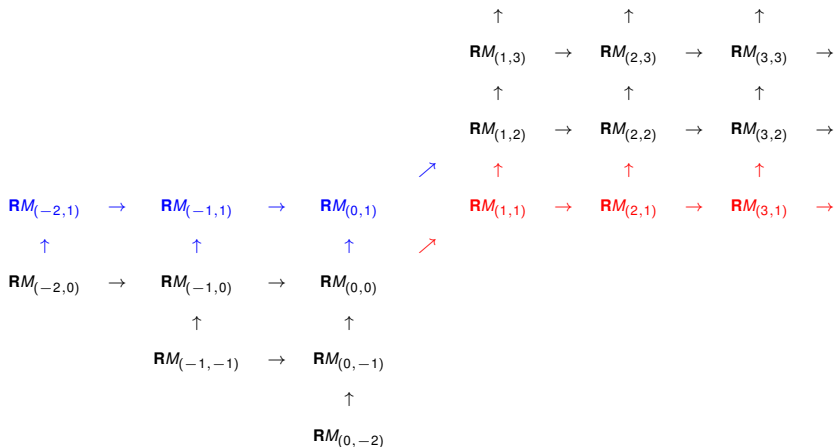 ↑ ↑ ↑
RM(1,3) → RM(2,3) → RM(3,3) →
↑ ↑ ↑
RM(1,2) → RM(2,2) → RM(3,2) →
↗ ↑ ↑ ↑
RM(−2,1) → RM(−1,1) → RM(0,1) RM(1,1) → RM(2,1) → RM(3,1) →
↑ ↑ ↑ ↗
RM(−2,0) → RM(−1,0) → RM(0,0)
↑ ↑
RM(−1,−1) → RM(0,−1)
↑
RM(0,−2)